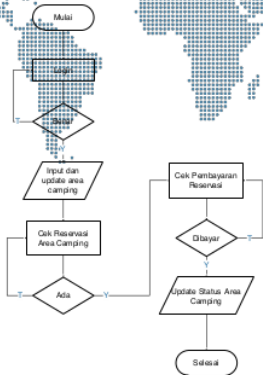 Mulai
Login
Benar
T
Y
Input dan
update area
camping
Cek Reservasi
Area Camping
Ada
T
Y
Cek Pembayaran
Reservasi
Dibayar
T
Y
Update Status Area
Camping
Selesai